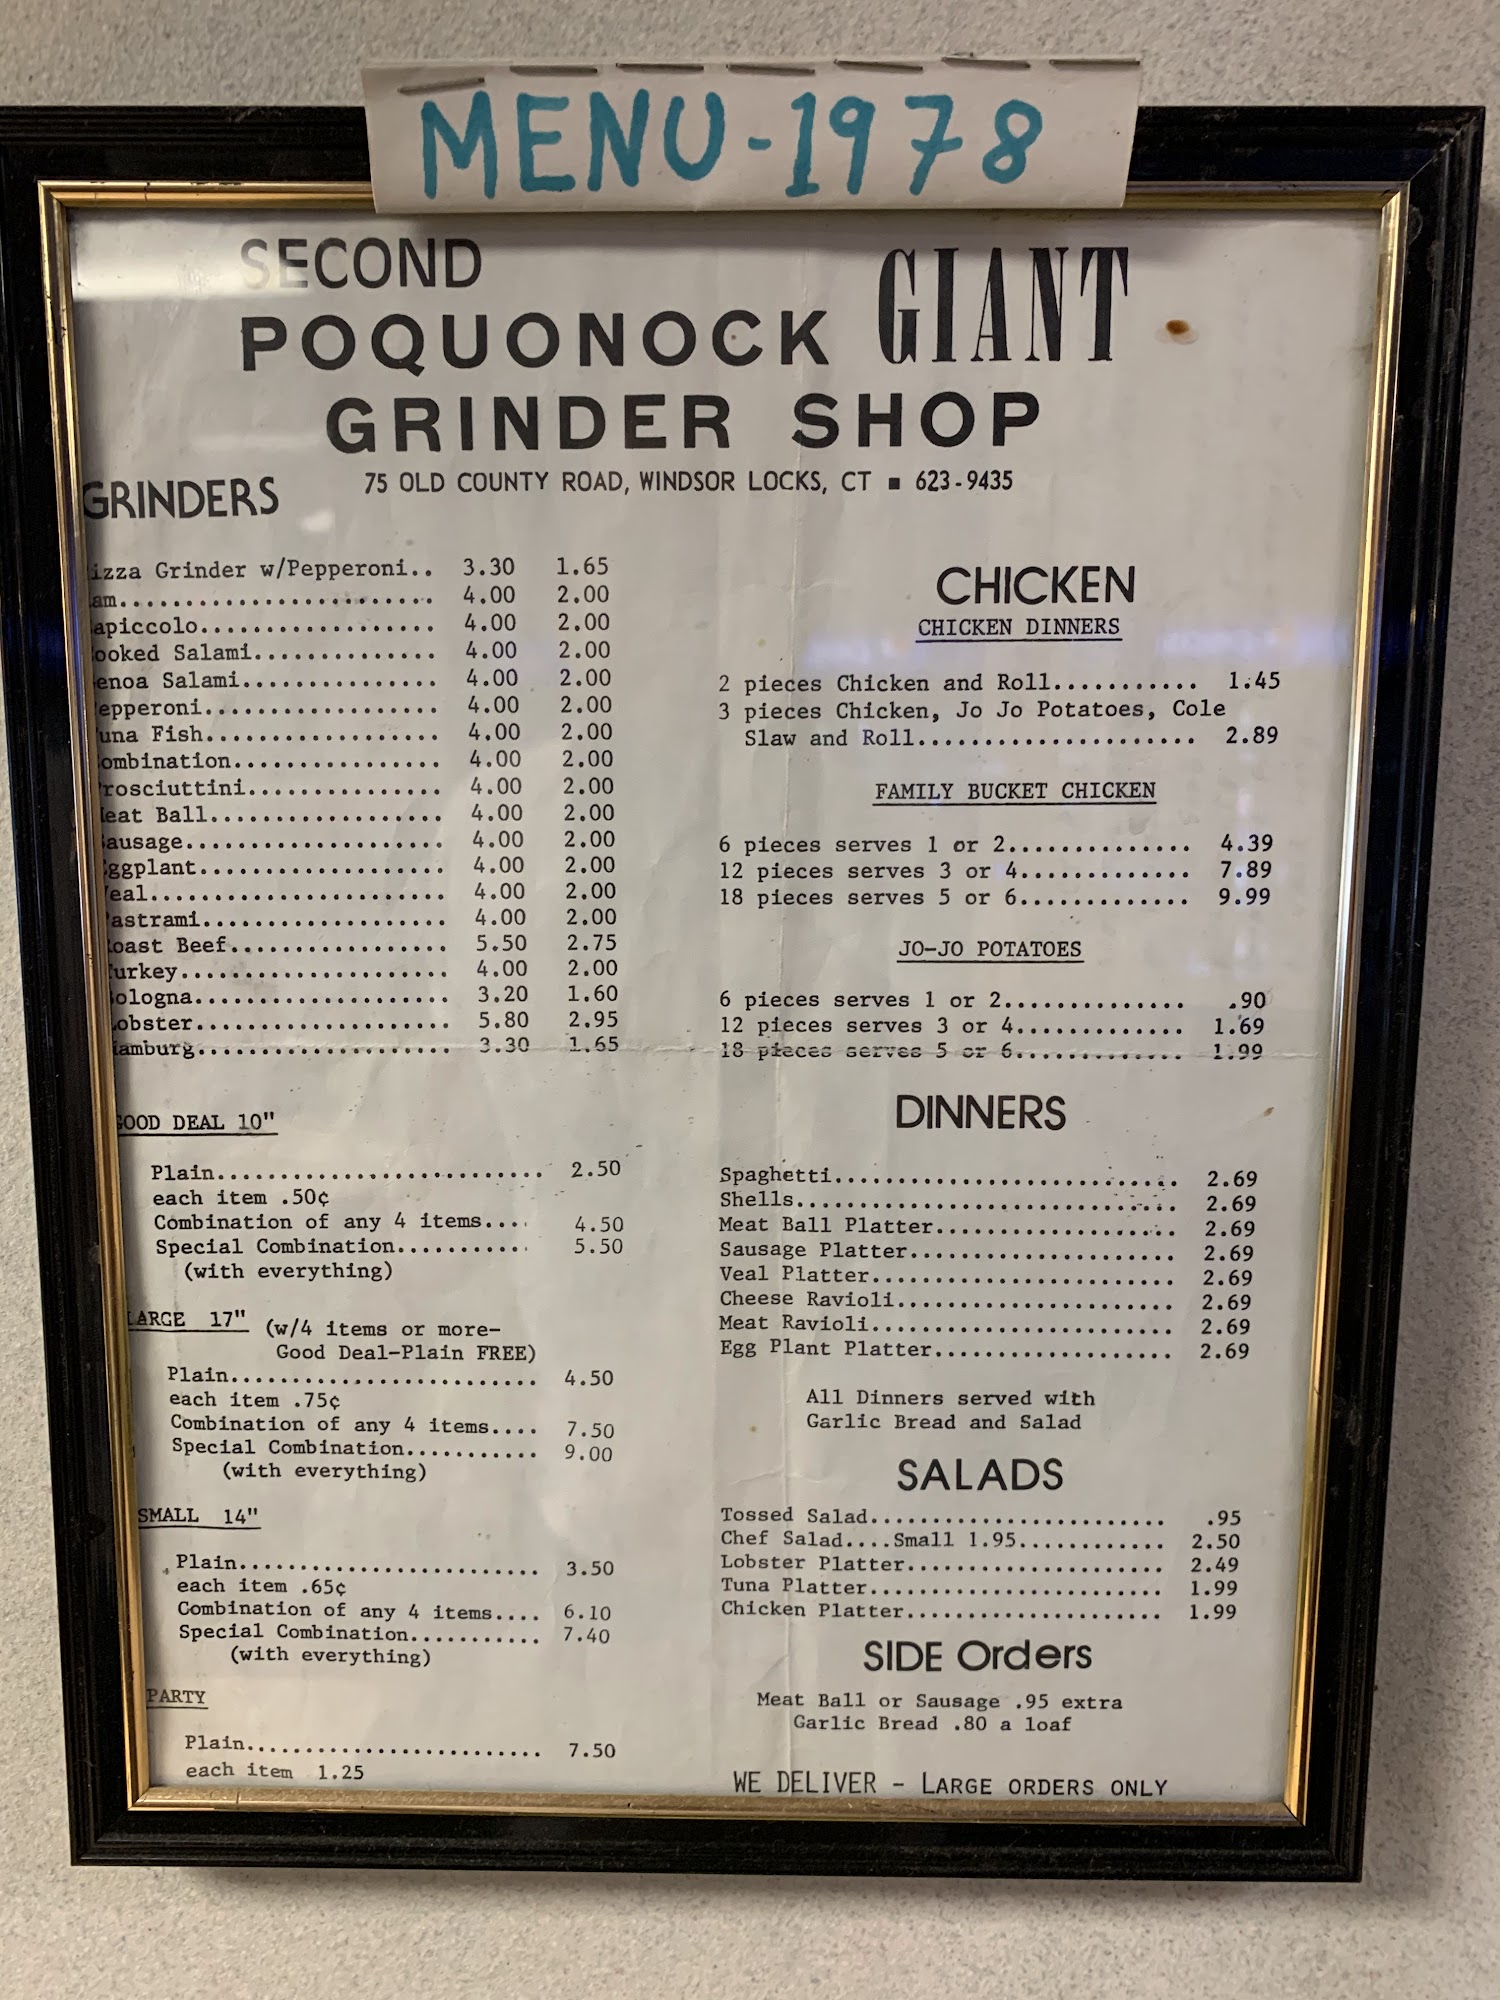 MENU-1978
SECOND
POQUONOCK GIANT
GRINDER SHOP
75 OLD COUNTY ROAD, WINDSOR LOCKS, CT ▪ 623-9435
GRINDERS
izza Grinder w/Pepperoni.. 3.30 1.65
am........................ 4.00 2.00
apiccolo.................. 4.00 2.00
ooked Salami.............. 4.00 2.00
enoa Salami............... 4.00 2.00
epperoni.................. 4.00 2.00
una Fish.................. 4.00 2.00
ombination................ 4.00 2.00
rosciuttini............... 4.00 2.00
eat Ball.................. 4.00 2.00
ausage.................... 4.00 2.00
ggplant................... 4.00 2.00
eal....................... 4.00 2.00
astrami................... 4.00 2.00
oast Beef................. 5.50 2.75
urkey..................... 4.00 2.00
ologna.................... 3.20 1.60
obster.................... 5.80 2.95
amburg.................... 3.30 1.65
OOD DEAL 10"
Plain........................... 2.50
each item .50¢
Combination of any 4 items.... 4.50
Special Combination........... 5.50
(with everything)
LARGE 17" (w/4 items or more-
Good Deal-Plain FREE)
Plain.......................... 4.50
each item .75¢
Combination of any 4 items.... 7.50
Special Combination........... 9.00
(with everything)
SMALL 14"
Plain......................... 3.50
each item .65¢
Combination of any 4 items.... 6.10
Special Combination........... 7.40
(with everything)
PARTY
Plain......................... 7.50
each item 1.25
CHICKEN
CHICKEN DINNERS
2 pieces Chicken and Roll........... 1.45
3 pieces Chicken, Jo Jo Potatoes, Cole
Slaw and Roll...................... 2.89
FAMILY BUCKET CHICKEN
6 pieces serves 1 or 2.............. 4.39
12 pieces serves 3 or 4............. 7.89
18 pieces serves 5 or 6............. 9.99
JO-JO POTATOES
6 pieces serves 1 or 2.............. .90
12 pieces serves 3 or 4............. 1.69
18 pieces serves 5 or 6............. 1.99
DINNERS
Spaghetti............................ 2.69
Shells............................... 2.69
Meat Ball Platter.................... 2.69
Sausage Platter...................... 2.69
Veal Platter......................... 2.69
Cheese Ravioli....................... 2.69
Meat Ravioli......................... 2.69
Egg Plant Platter.................... 2.69
All Dinners served with
Garlic Bread and Salad
SALADS
Tossed Salad......................... .95
Chef Salad....Small 1.95............ 2.50
Lobster Platter...................... 2.49
Tuna Platter......................... 1.99
Chicken Platter...................... 1.99
SIDE Orders
Meat Ball or Sausage .95 extra
Garlic Bread .80 a loaf
WE DELIVER - LARGE ORDERS ONLY